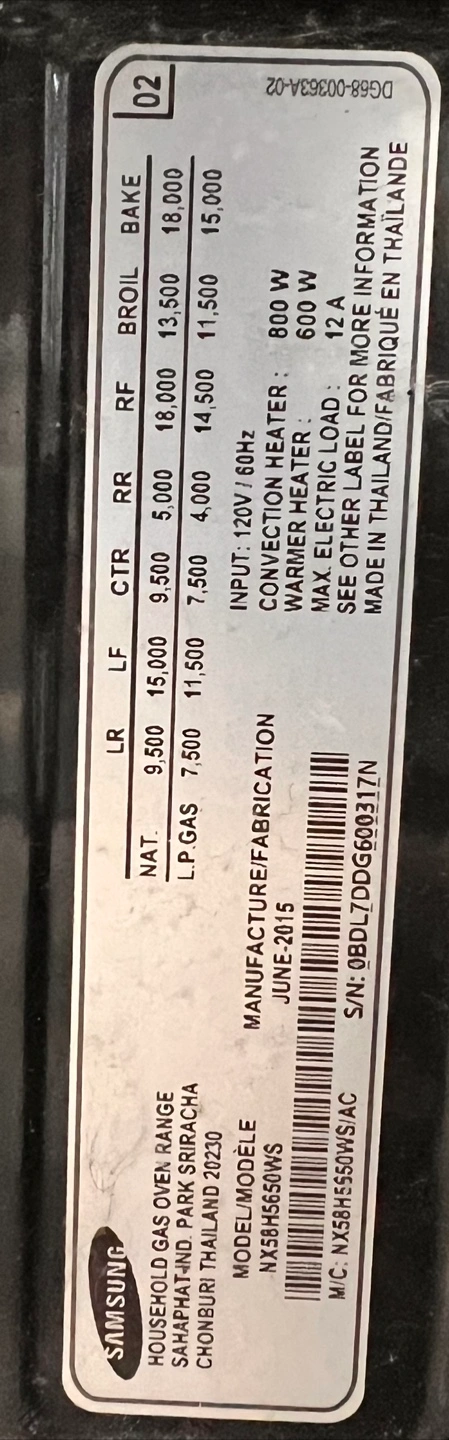 SAMSUNG
HOUSEHOLD GAS OVEN RANGE
SAHAPHAT-IND. PARK SRIRACHA
CHONBURI THAILAND 20230
MODEL/MODÈLE
NX58H5650WS
MANUFACTURE/FABRICATION
JUNE-2015
M/C: NX58H5650WS/AC
S/N: 0BDL7DDG600317N
LR LF CTR RR RF BROIL BAKE
NAT. 9,500 15,000 9,500 5,000 18,000 13,500 18,000
L.P.GAS 7,500 11,500 7,500 4,000 14,500 11,500 15,000
INPUT: 120V / 60Hz
CONVECTION HEATER : 800 W
WARMER HEATER : 600 W
MAX. ELECTRIC LOAD : 12 A
SEE OTHER LABEL FOR MORE INFORMATION
MADE IN THAILAND/FABRIQUÉ EN THAÏLANDE
02
DG68-00363A-02